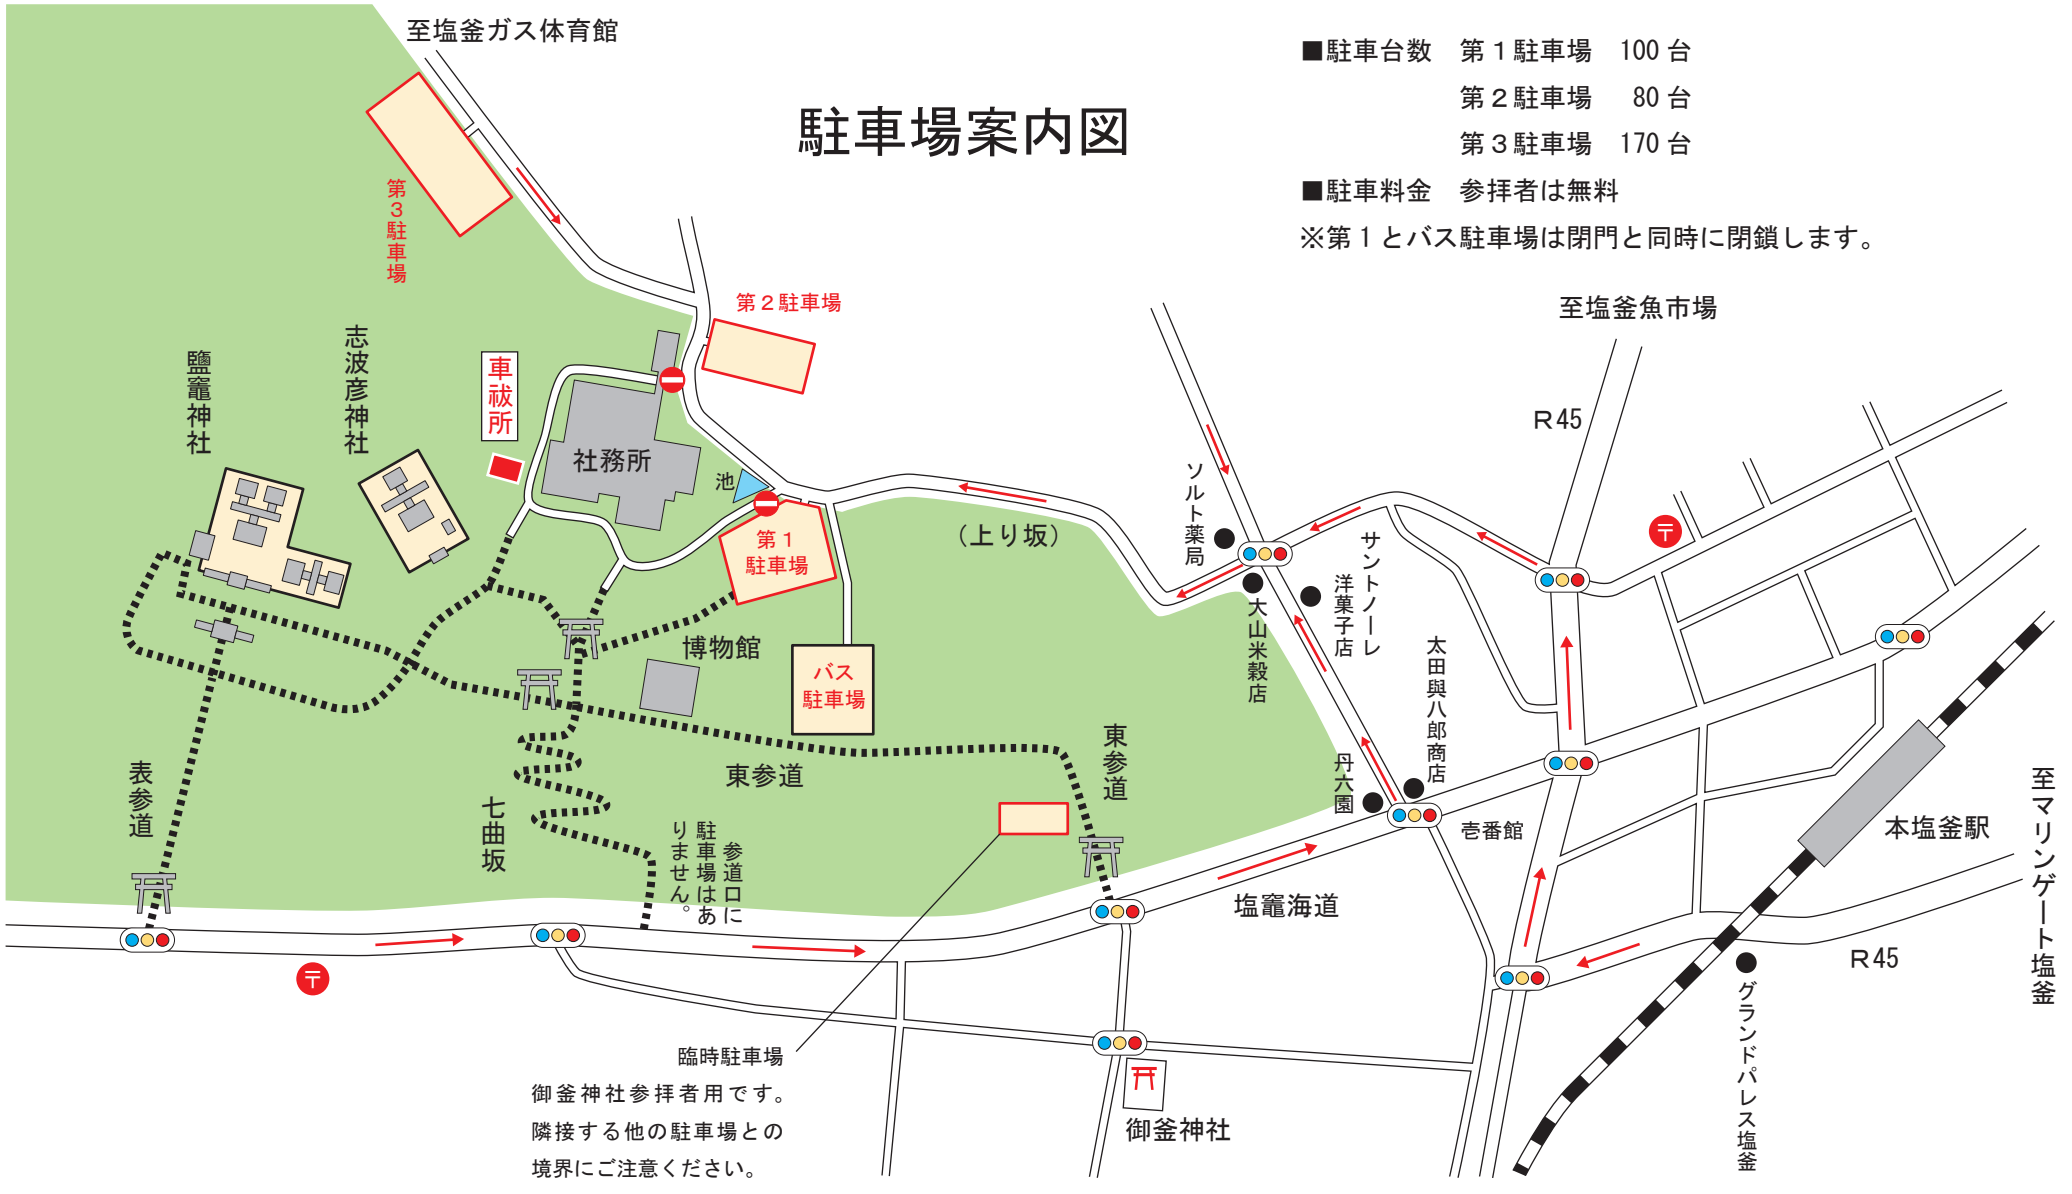 至塩釜ガス体育館
駐車場案内図
■駐車台数　第１駐車場　100 台
第２駐車場　80 台
第３駐車場　170 台
■駐車料金　参拝者は無料
※第１とバス駐車場は閉門と同時に閉鎖します。
第３駐車場
第２駐車場
至塩釜魚市場
R45
鹽竈神社
志波彦神社
車祓所
社務所
池
第１
駐車場
（上り坂）
ソルト薬局
サントノーレ
洋菓子店
大山米穀店
太田與八郎商店
丹六園
壱番館
博物館
バス
駐車場
東参道
東参道
表参道
七曲坂
参道口に
駐車場はあ
りません。
塩竈海道
本塩釜駅
至マリンゲート塩釜
R45
グランドパレス塩釜
臨時駐車場
御釜神社参拝者用です。
隣接する他の駐車場との
境界にご注意ください。
御釜神社
〒
〒